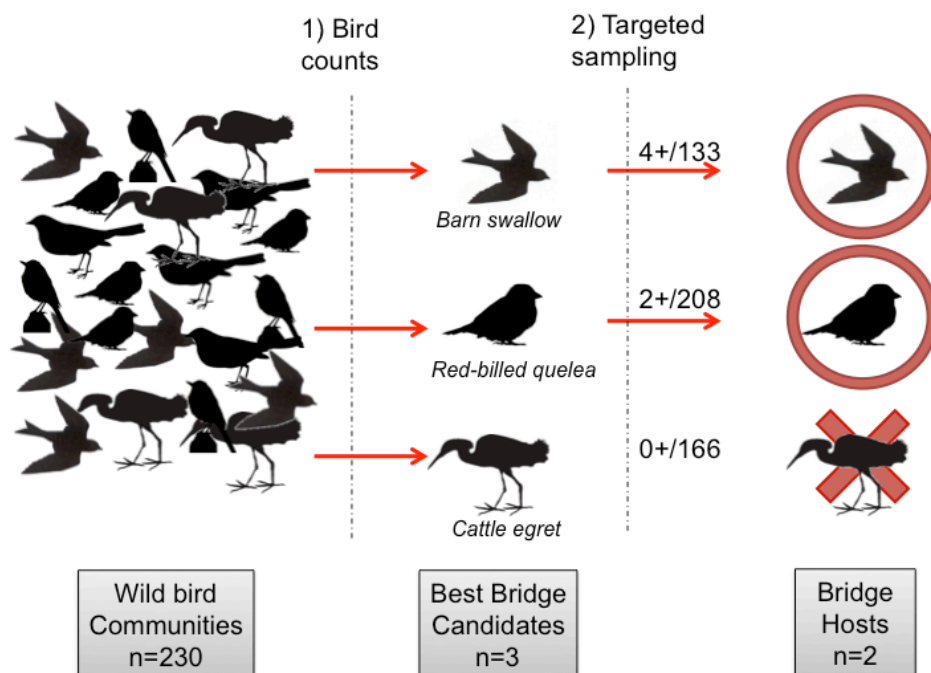 1) Bird
counts
2) Targeted
sampling
4+/133
Barn swallow
2+/208
Red-billed quelea
0+/166
Cattle egret
Wild bird
Communities
n=230
Best Bridge
Candidates
n=3
Bridge
Hosts
n=2